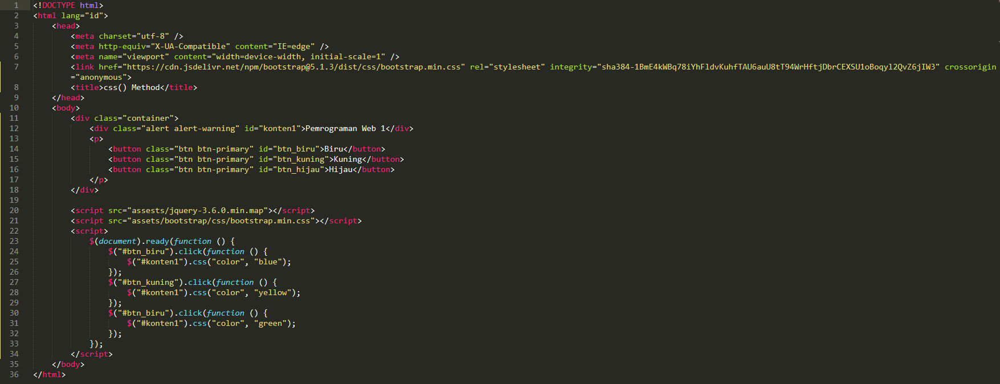 1 <!DOCTYPE html>
2 <html lang="id">
3     <head>
4         <meta charset="utf-8" />
5         <meta http-equiv="X-UA-Compatible" content="IE=edge" />
6         <meta name="viewport" content="width=device-width, initial-scale=1" />
7         <link href="https://cdn.jsdelivr.net/npm/bootstrap@5.1.3/dist/css/bootstrap.min.css" rel="stylesheet" integrity="sha384-1BmE4kWBq78iYhFldvKuhfTAU6auU8tT94WrHftjDbrCEXSU1oBoqyl2QvZ6jIW3" crossorigin
="anonymous">
8         <title>css() Method</title>
9     </head>
10     <body>
11         <div class="container">
12             <div class="alert alert-warning" id="konten1">Pemrograman Web 1</div>
13             <p>
14                 <button class="btn btn-primary" id="btn_biru">Biru</button>
15                 <button class="btn btn-primary" id="btn_kuning">Kuning</button>
16                 <button class="btn btn-primary" id="btn_hijau">Hijau</button>
17             </p>
18         </div>
19
20         <script src="assests/jquery-3.6.0.min.map"></script>
21         <script src="assets/bootstrap/css/bootstrap.min.css"></script>
22         <script>
23             $(document).ready(function () {
24                 $("#btn_biru").click(function () {
25                     $("#konten1").css("color", "blue");
26                 });
27                 $("#btn_kuning").click(function () {
28                     $("#konten1").css("color", "yellow");
29                 });
30                 $("#btn_biru").click(function () {
31                     $("#konten1").css("color", "green");
32                 });
33             });
34         </script>
35     </body>
36 </html>